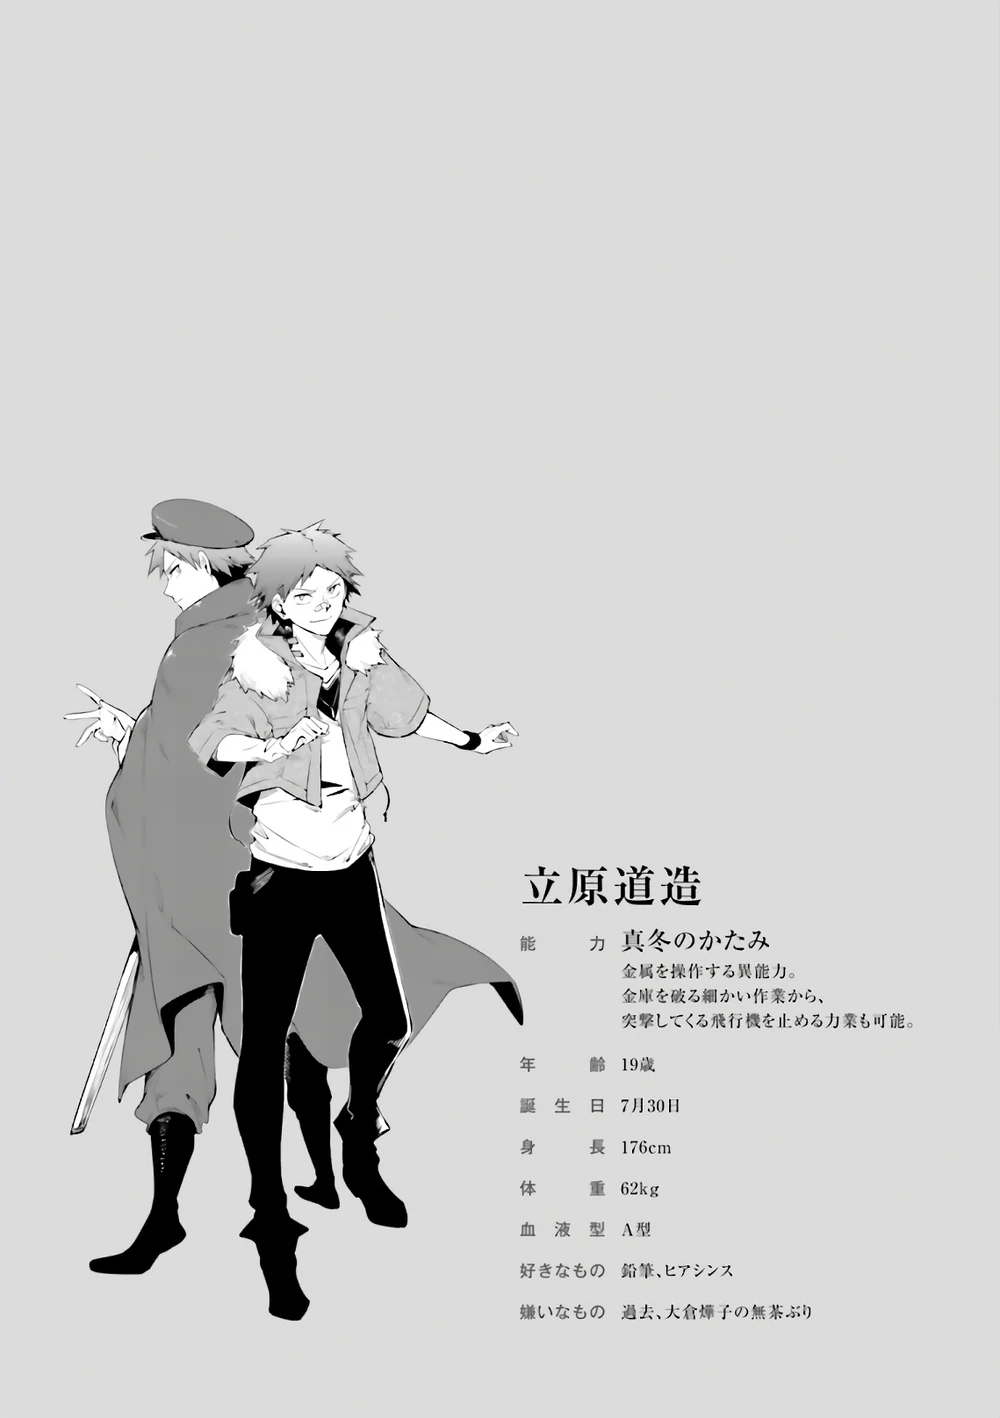 立原道造
能力 真冬のかたみ
金属を操作する異能力。
金庫を破る細かい作業から、
突撃してくる飛行機を止める力業も可能。
年齢 19歳
誕生日 7月30日
身長 176cm
体重 62kg
血液型 A型
好きなもの 鉛筆、ヒアシンス
嫌いなもの 過去、大倉燁子の無茶ぶり